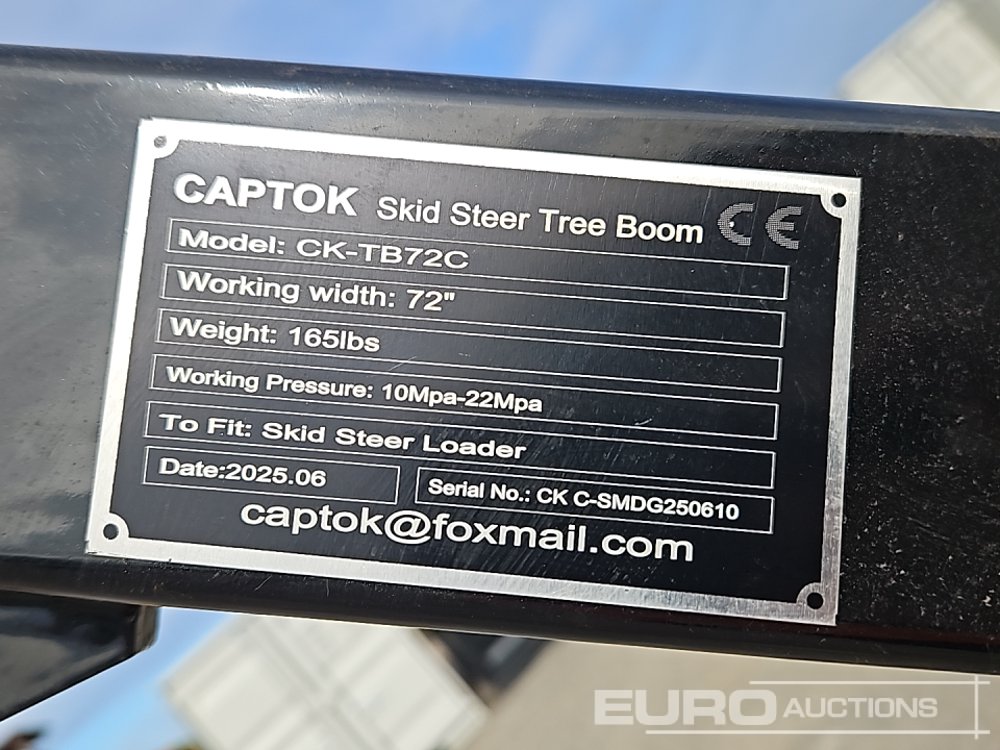 CAPTOK Skid Steer Tree Boom CE
Model: CK-TB72C
Working width: 72"
Weight: 165lbs
Working Pressure: 10Mpa-22Mpa
To Fit: Skid Steer Loader
Date:2025.06 Serial No.: CK C-SMDG250610
captok@foxmail.com
EURO AUCTIONS